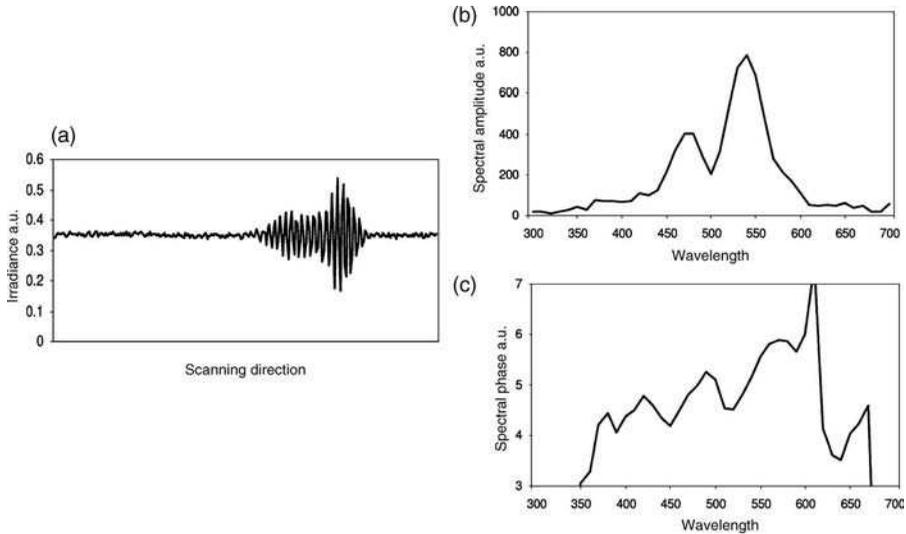 (a)
Irradiance a.u.
0.6
0.5
0.4
0.3
0.2
0.1
0
Scanning direction
(b)
Spectral amplitude a.u.
1000
800
600
400
200
0
300 350 400 450 500 550 600 650 700
Wavelength
(c)
Spectral phase a.u.
7
6
5
4
3
300 350 400 450 500 550 600 650 700
Wavelength